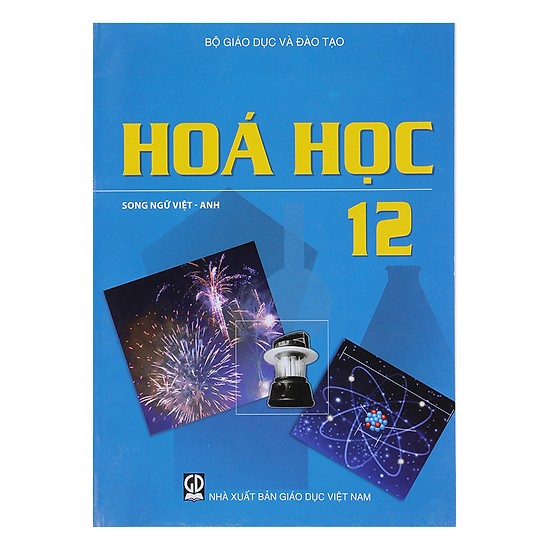 BỘ GIÁO DỤC VÀ ĐÀO TẠO
HOÁ HỌC
SONG NGỮ VIỆT - ANH
12
GD
NHÀ XUẤT BẢN GIÁO DỤC VIỆT NAM